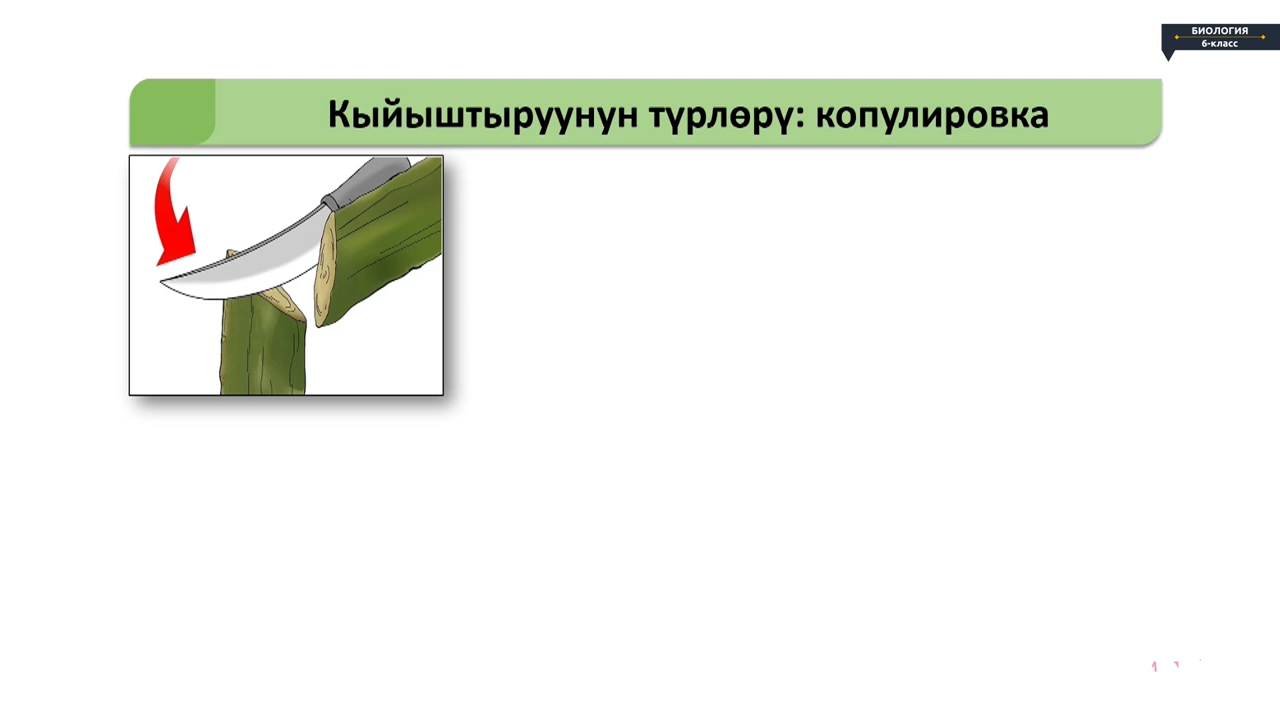 БИОЛОГИЯ
6-класс
Кыйыштыруунун түрлөрү: копулировка